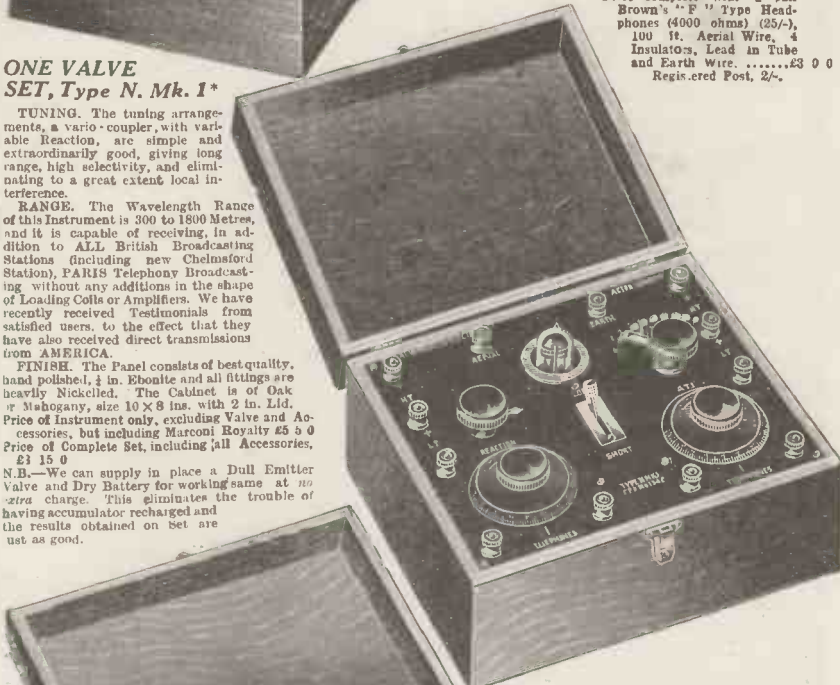 Brown's "F" Type Head-
phones (4000 ohms) (25/-),
100 ft. Aerial Wire, 4
Insulators, Lead in Tube
and Earth Wire. .......£3 0 0
Regis.ered Post, 2/-.
ONE VALVE
SET, Type N. Mk. 1*
TUNING. The tuning arrange-
ments, a vario-coupler, with vari-
able Reaction, are simple and
extraordinarily good, giving long
range, high selectivity, and elimi-
nating to a great extent local in-
terference.
RANGE. The Wavelength Range
of this Instrument is 300 to 1800 Metres,
and it is capable of receiving, in ad-
dition to ALL British Broadcasting
Stations (including new Chelmsford
Station), PARIS Telephony Broadcast-
ing without any additions in the shape
of Loading Coils or Amplifiers. We have
recently received Testimonials from
satisfied users, to the effect that they
have also received direct transmissions
from AMERICA.
FINISH. The Panel consists of best quality,
hand polished, in. Ebonite and all fittings are
heavily Nickelled. The Cabinet is of Oak
or Mahogany, size 10 × 8 ins. with 2 in. Lid.
Price of Instrument only, excluding Valve and Ac-
cessories, but including Marconi Royalty £5 5 0
Price of Complete Set, including all Accessories,
£3 15 0
N.B.—We can supply in place a Dull Emitter
Valve and Dry Battery for working same at no
extra charge. This eliminates the trouble of
having accumulator recharged and
the results obtained on Set are
ust as good.
AERIAL
EARTH
HT
+
LT
HT
LT
REACTION
SHORT
ATI
TELEPHONES
TELEPHONES